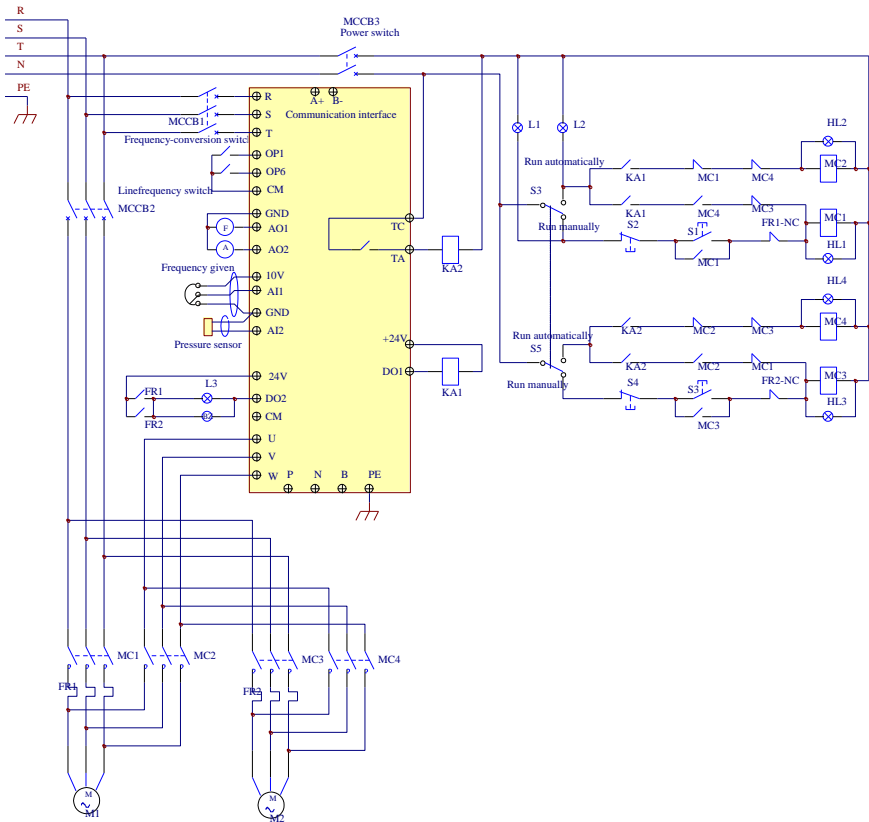 R
S
T
N
PE
MCCB3
Power switch
MCCB1
Frequency-conversion switch
Linefrequency switch
MCCB2
R
S
T
OP1
OP6
CM
GND
AO1
AO2
10V
AI1
GND
AI2
24V
DO2
CM
U
V
W
A+ B-
Communication interface
TC
TA
+24V
DO1
P
N
B
PE
F
A
Frequency given
Pressure sensor
FR1
FR2
L3
BZ
KA2
KA1
L1
L2
Run automatically
S3
Run manually
KA1
MC1
MC4
MC2
HL2
KA1
MC4
MC3
MC1
S2
S1
MC1
FR1-NC
HL1
Run automatically
S5
Run manually
KA2
MC2
MC3
MC4
HL4
KA2
MC2
MC1
MC3
S4
S3
MC3
FR2-NC
HL3
MC1
MC2
MC3
MC4
FR1
FR2
M
M1
M
M2